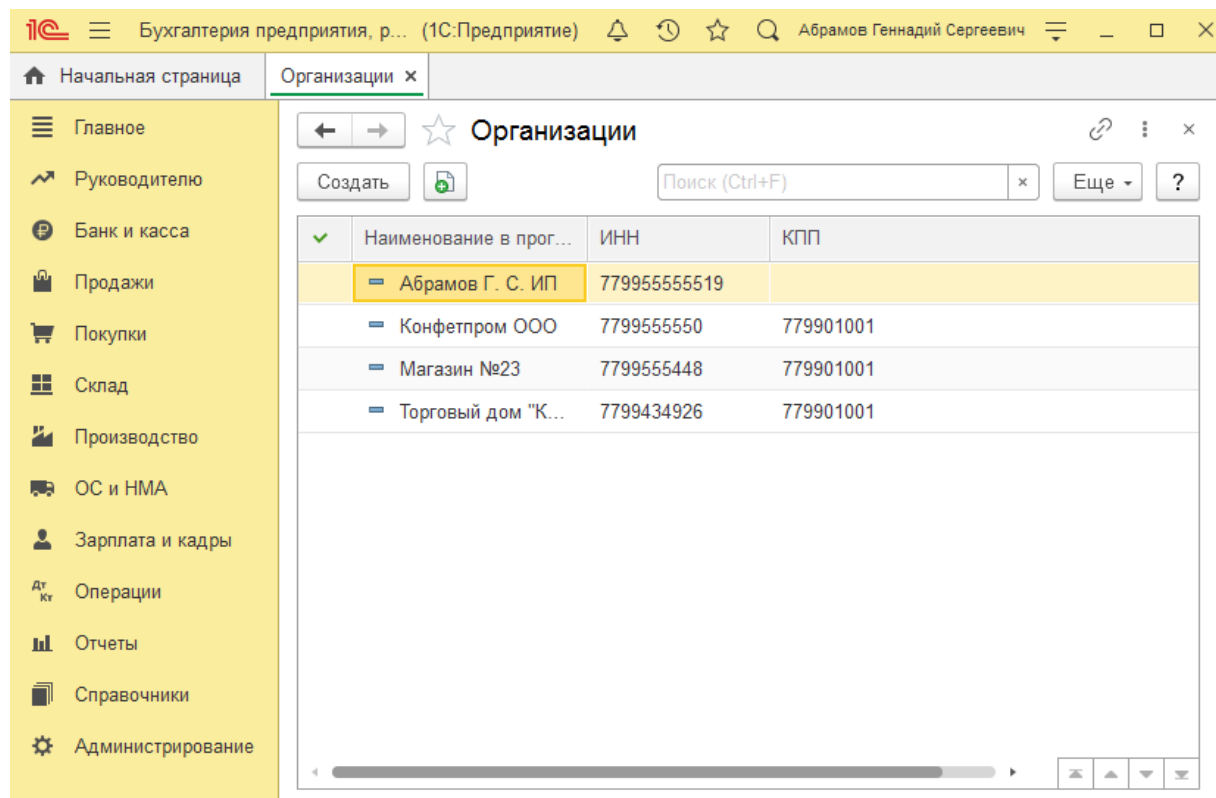 1С Бухгалтерия предприятия, р... (1С:Предприятие) Абрамов Геннадий Сергеевич
Начальная страница Организации ×
Главное
Руководителю
Банк и касса
Продажи
Покупки
Склад
Производство
ОС и НМА
Зарплата и кадры
Дт Кт Операции
Отчеты
Справочники
Администрирование
Организации
Создать Поиск (Ctrl+F) × Еще ?
Наименование в прог... ИНН КПП
Абрамов Г. С. ИП 779955555519
Конфетпром ООО 7799555550 779901001
Магазин №23 7799555448 779901001
Торговый дом "К... 7799434926 779901001